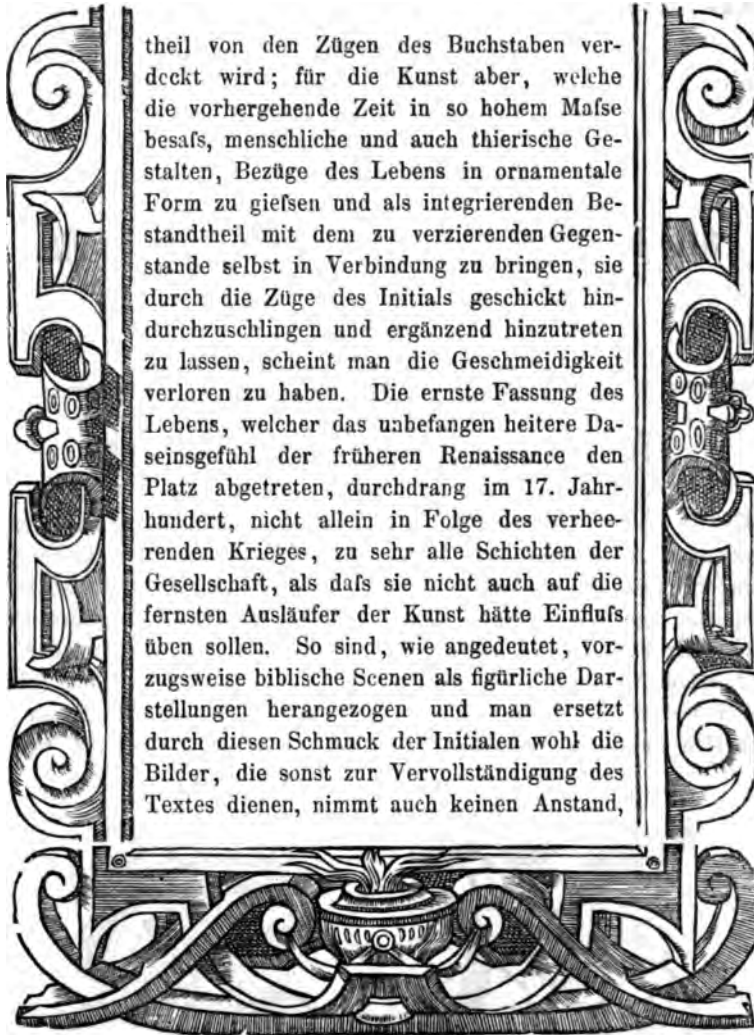 theil von den Zügen des Buchstaben ver-
deckt wird; für die Kunst aber, welche
die vorhergehende Zeit in so hohem Maſse
besaſs, menschliche und auch thierische Ge-
stalten, Bezüge des Lebens in ornamentale
Form zu gieſsen und als integrierenden Be-
standtheil mit dem zu verzierenden Gegen-
stande selbst in Verbindung zu bringen, sie
durch die Züge des Initials geschickt hin-
durchzuschlingen und ergänzend hinzutreten
zu lassen, scheint man die Geschmeidigkeit
verloren zu haben. Die ernste Fassung des
Lebens, welcher das unbefangen heitere Da-
seinsgefühl der früheren Renaissance den
Platz abgetreten, durchdrang im 17. Jahr-
hundert, nicht allein in Folge des verhee-
renden Krieges, zu sehr alle Schichten der
Gesellschaft, als daſs sie nicht auch auf die
fernsten Ausläufer der Kunst hätte Einfluſs
üben sollen. So sind, wie angedeutet, vor-
zugsweise biblische Scenen als figürliche Dar-
stellungen herangezogen und man ersetzt
durch diesen Schmuck der Initialen wohl die
Bilder, die sonst zur Vervollständigung des
Textes dienen, nimmt auch keinen Anstand,